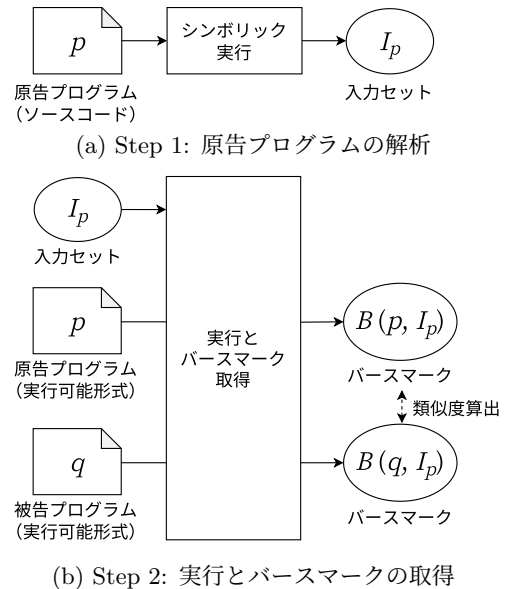 p
シンボリック
実行
I_p
原告プログラム
(ソースコード)
入力セット
(a) Step 1: 原告プログラムの解析
I_p
入力セット
p
原告プログラム
(実行可能形式)
実行と
バースマーク
取得
B(p, I_p)
バースマーク
類似度算出
q
被告プログラム
(実行可能形式)
B(q, I_p)
バースマーク
(b) Step 2: 実行とバースマークの取得